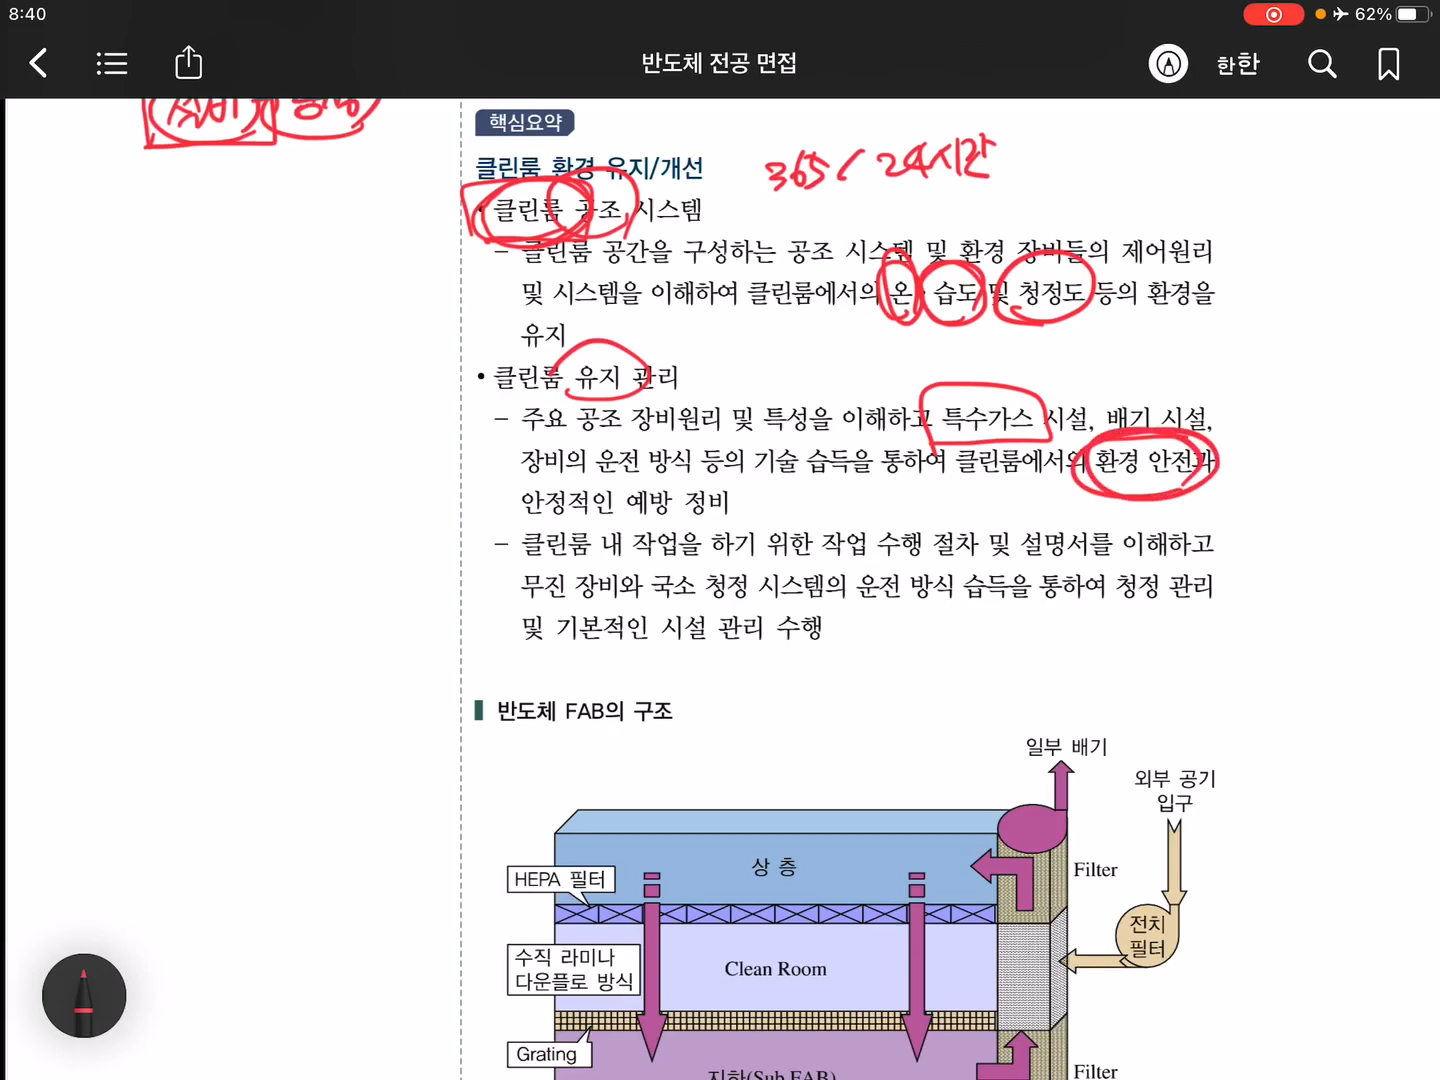 8:40
62%
반도체 전공 면접
한한
핵심요약
클린룸 환경 유지/개선
365 / 24시간
• 클린룸 공조 시스템
– 클린룸 공간을 구성하는 공조 시스템 및 환경 장비들의 제어원리
및 시스템을 이해하여 클린룸에서의 온·습도 및 청정도 등의 환경을
유지
• 클린룸 유지 관리
– 주요 공조 장비원리 및 특성을 이해하고 특수가스 시설, 배기 시설,
장비의 운전 방식 등의 기술 습득을 통하여 클린룸에서의 환경 안전과
안정적인 예방 정비
– 클린룸 내 작업을 하기 위한 작업 수행 절차 및 설명서를 이해하고
무진 장비와 국소 청정 시스템의 운전 방식 습득을 통하여 청정 관리
및 기본적인 시설 관리 수행
반도체 FAB의 구조
일부 배기
외부 공기
입구
상 층
Filter
HEPA 필터
전치
필터
수직 라미나
다운플로 방식
Clean Room
Grating
지하(Sub FAB)
Filter